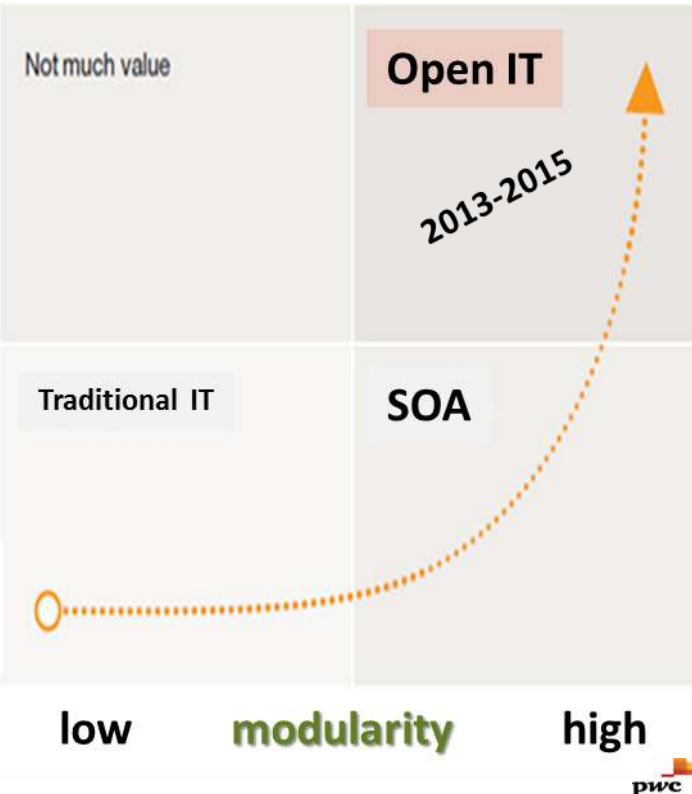 Not much value
Open IT
2013-2015
Traditional IT
SOA
low modularity high
pwc